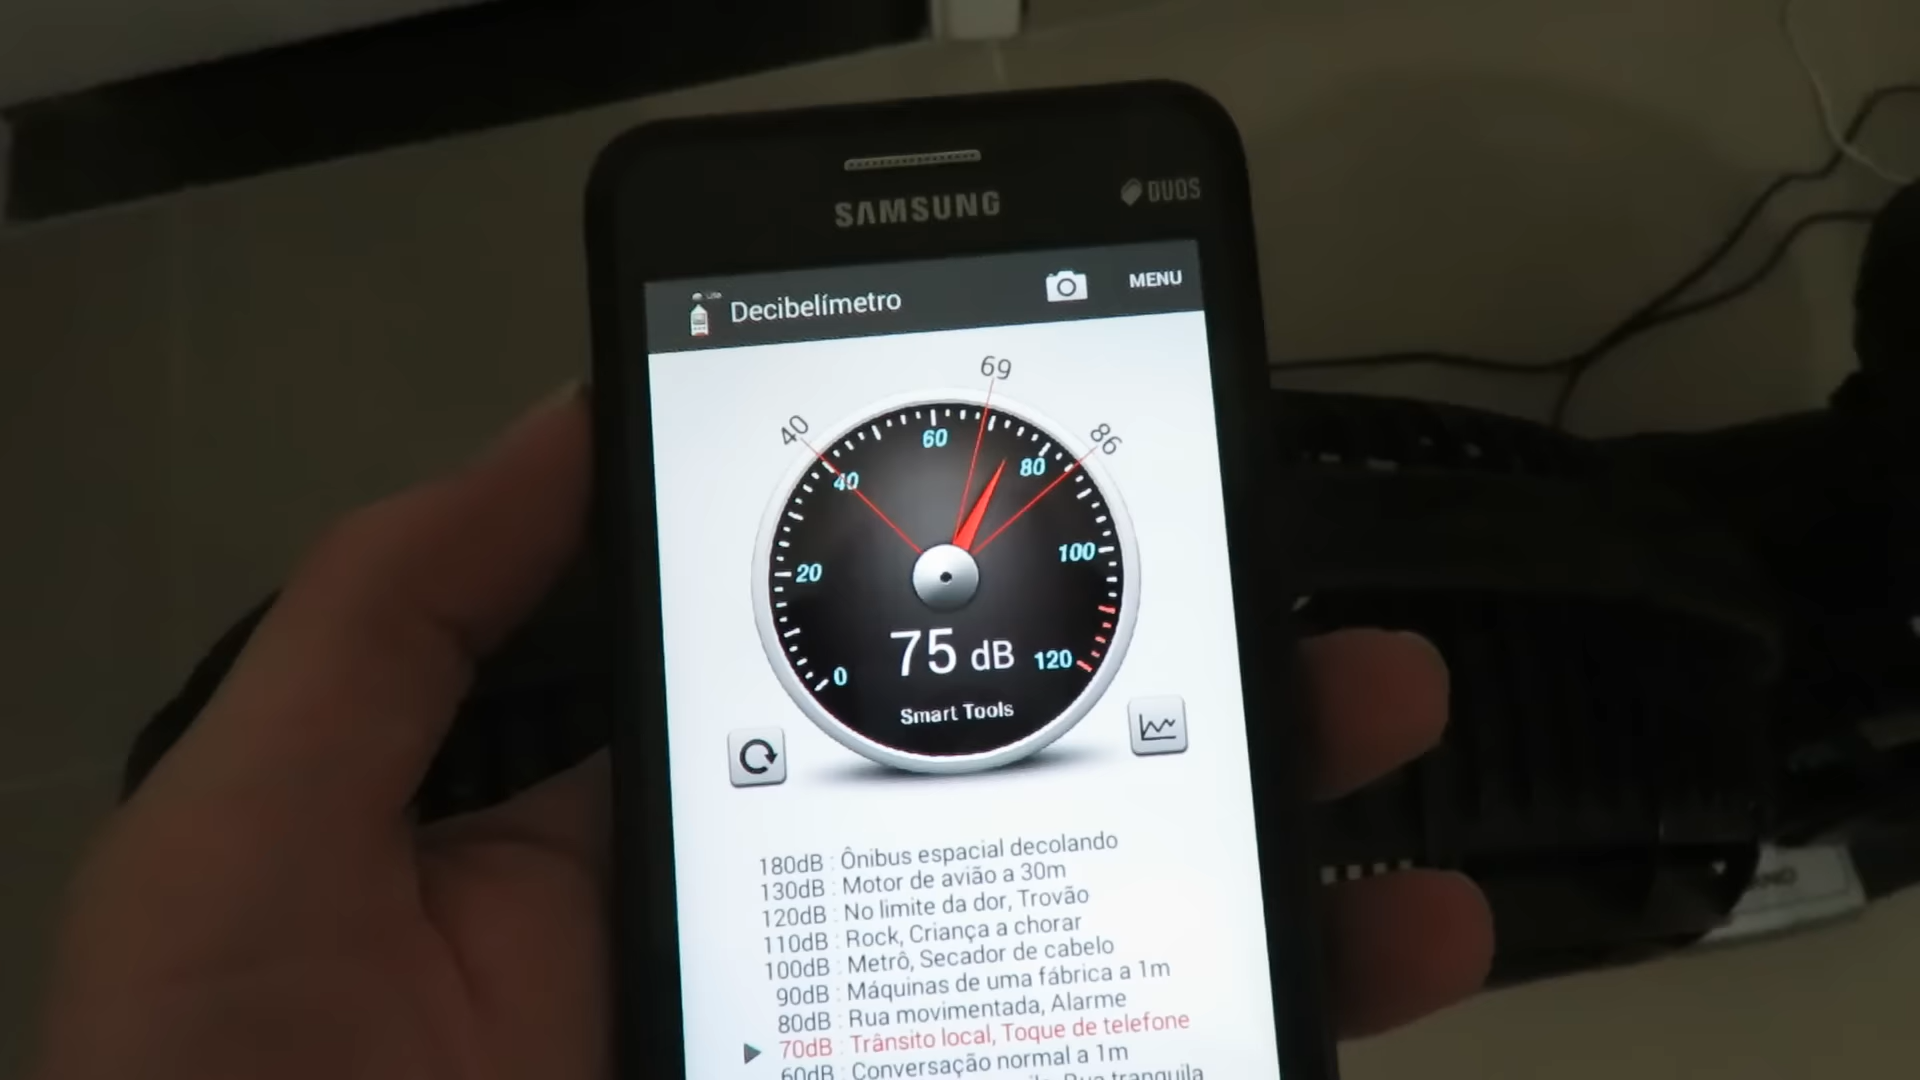 SAMSUNG
DUOS
Lite
Decibelímetro
MENU
40
69
86
0
20
40
60
80
100
120
75 dB
Smart Tools
180dB : Ônibus espacial decolando
130dB : Motor de avião a 30m
120dB : No limite da dor, Trovão
110dB : Rock, Criança a chorar
100dB : Metrô, Secador de cabelo
90dB : Máquinas de uma fábrica a 1m
80dB : Rua movimentada, Alarme
70dB : Trânsito local, Toque de telefone
60dB : Conversação normal a 1m
Rua tranquila